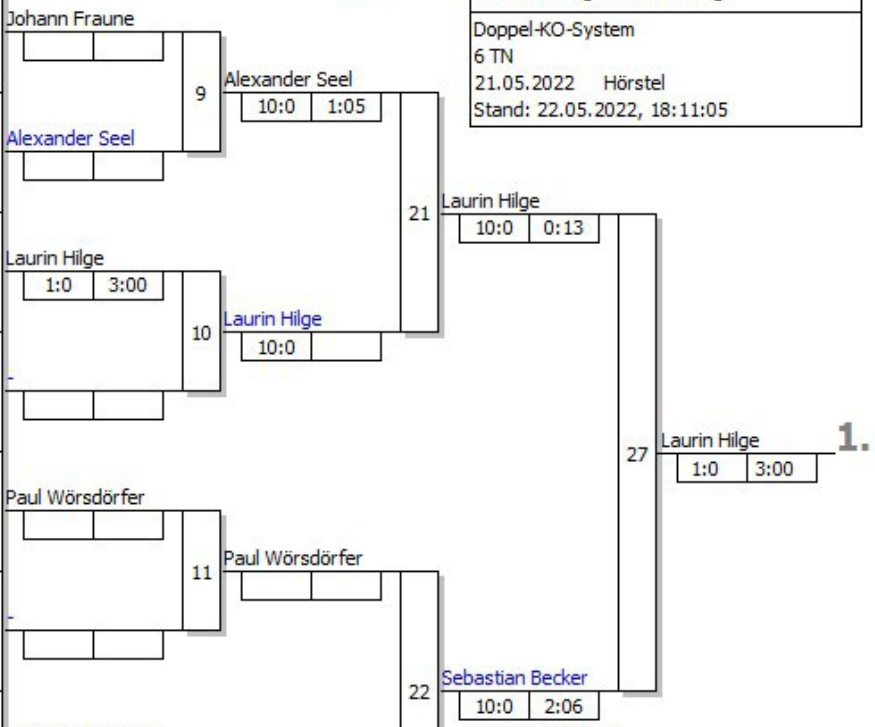 Johann Fraune
Doppel-KO-System
6 TN
21.05.2022 Hörstel
Stand: 22.05.2022, 18:11:05
9
Alexander Seel
10:0 1:05
Alexander Seel
21
Laurin Hilge
10:0 0:13
Laurin Hilge
1:0 3:00
10
Laurin Hilge
10:0
-
27
Laurin Hilge
1:0 3:00
1.
Paul Wörsdörfer
11
Paul Wörsdörfer
-
22
Sebastian Becker
10:0 2:06